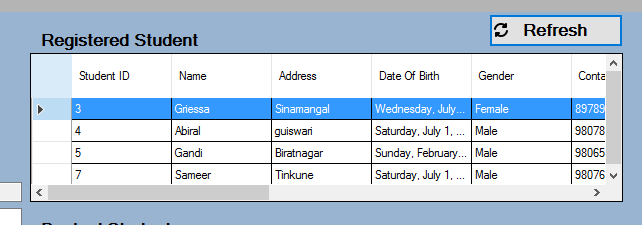 Refresh
Registered Student
Student ID Name Address Date Of Birth Gender Conta
3 Griessa Sinamangal Wednesday, July... Female 89789
4 Abiral guiswari Saturday, July 1, ... Male 98078
5 Gandi Biratnagar Sunday, February... Male 98065
7 Sameer Tinkune Saturday, July 1, ... Male 98076